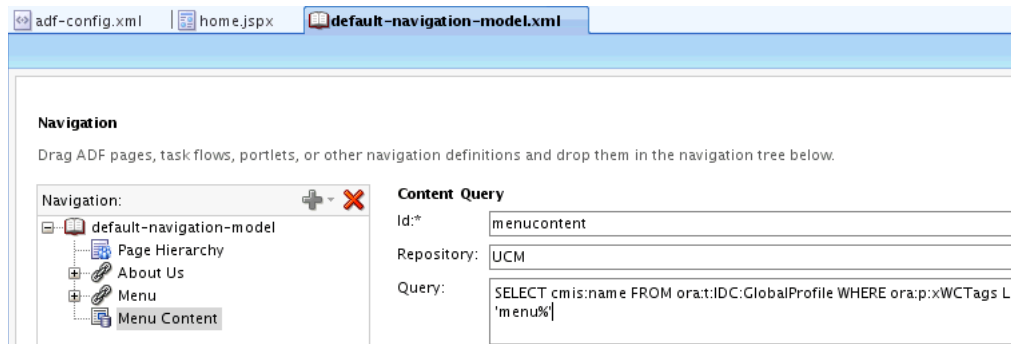 adf-config.xml home.jspx default-navigation-model.xml
Navigation
Drag ADF pages, task flows, portlets, or other navigation definitions and drop them in the navigation tree below.
Navigation:
default-navigation-model
Page Hierarchy
About Us
Menu
Menu Content
Content Query
Id:* menucontent
Repository: UCM
Query: SELECT cmis:name FROM ora:t:IDC:GlobalProfile WHERE ora:p:xWCTags L
'menu%'